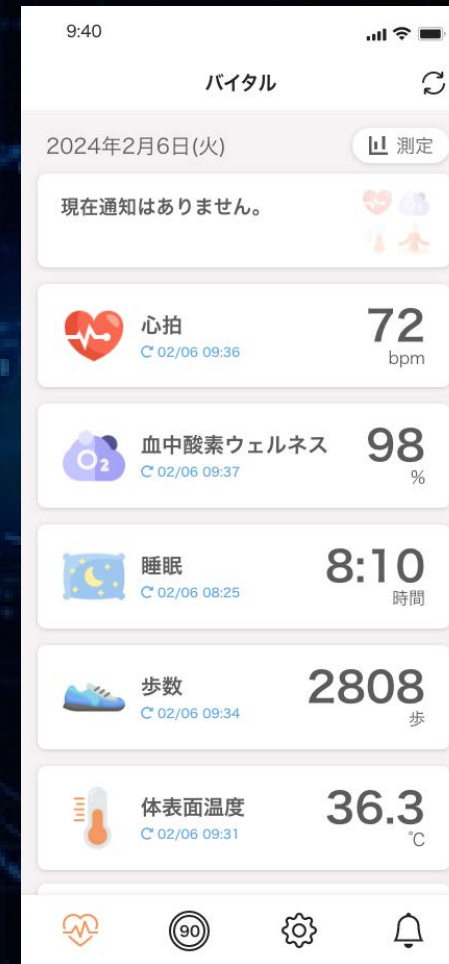 9:40
バイタル
2024年2月6日(火)
測定
現在通知はありません。
心拍
02/06 09:36
72
bpm
O2
血中酸素ウェルネス
02/06 09:37
98
%
睡眠
02/06 08:25
8:10
時間
歩数
02/06 09:34
2808
歩
体表面温度
02/06 09:31
36.3
℃
90